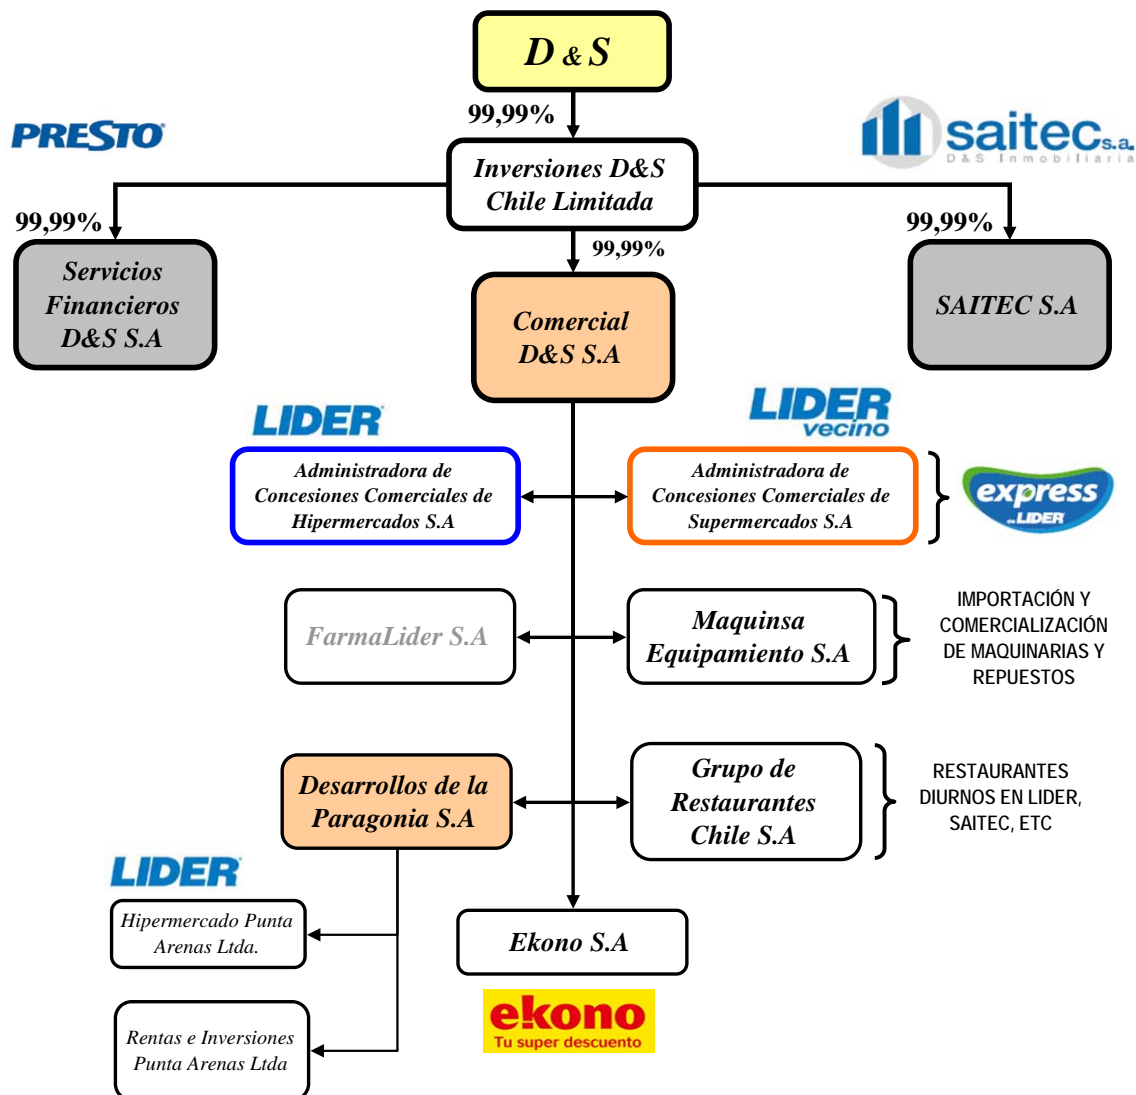 D & S
99,99%
PRESTO
saitec s.a.
D&S Inmobiliaria
Inversiones D&S
Chile Limitada
99,99%
99,99%
99,99%
Servicios
Financieros
D&S S.A
Comercial
D&S S.A
SAITEC S.A
LIDER
LIDER
vecino
Administradora de
Concesiones Comerciales de
Hipermercados S.A
Administradora de
Concesiones Comerciales de
Supermercados S.A
express
de LIDER
FarmaLider S.A
Maquinsa
Equipamiento S.A
IMPORTACIÓN Y
COMERCIALIZACIÓN
DE MAQUINARIAS Y
REPUESTOS
Desarrollos de la
Paragonia S.A
Grupo de
Restaurantes
Chile S.A
RESTAURANTES
DIURNOS EN LIDER,
SAITEC, ETC
LIDER
Hipermercado Punta
Arenas Ltda.
Ekono S.A
ekono
Tu super descuento
Rentas e Inversiones
Punta Arenas Ltda